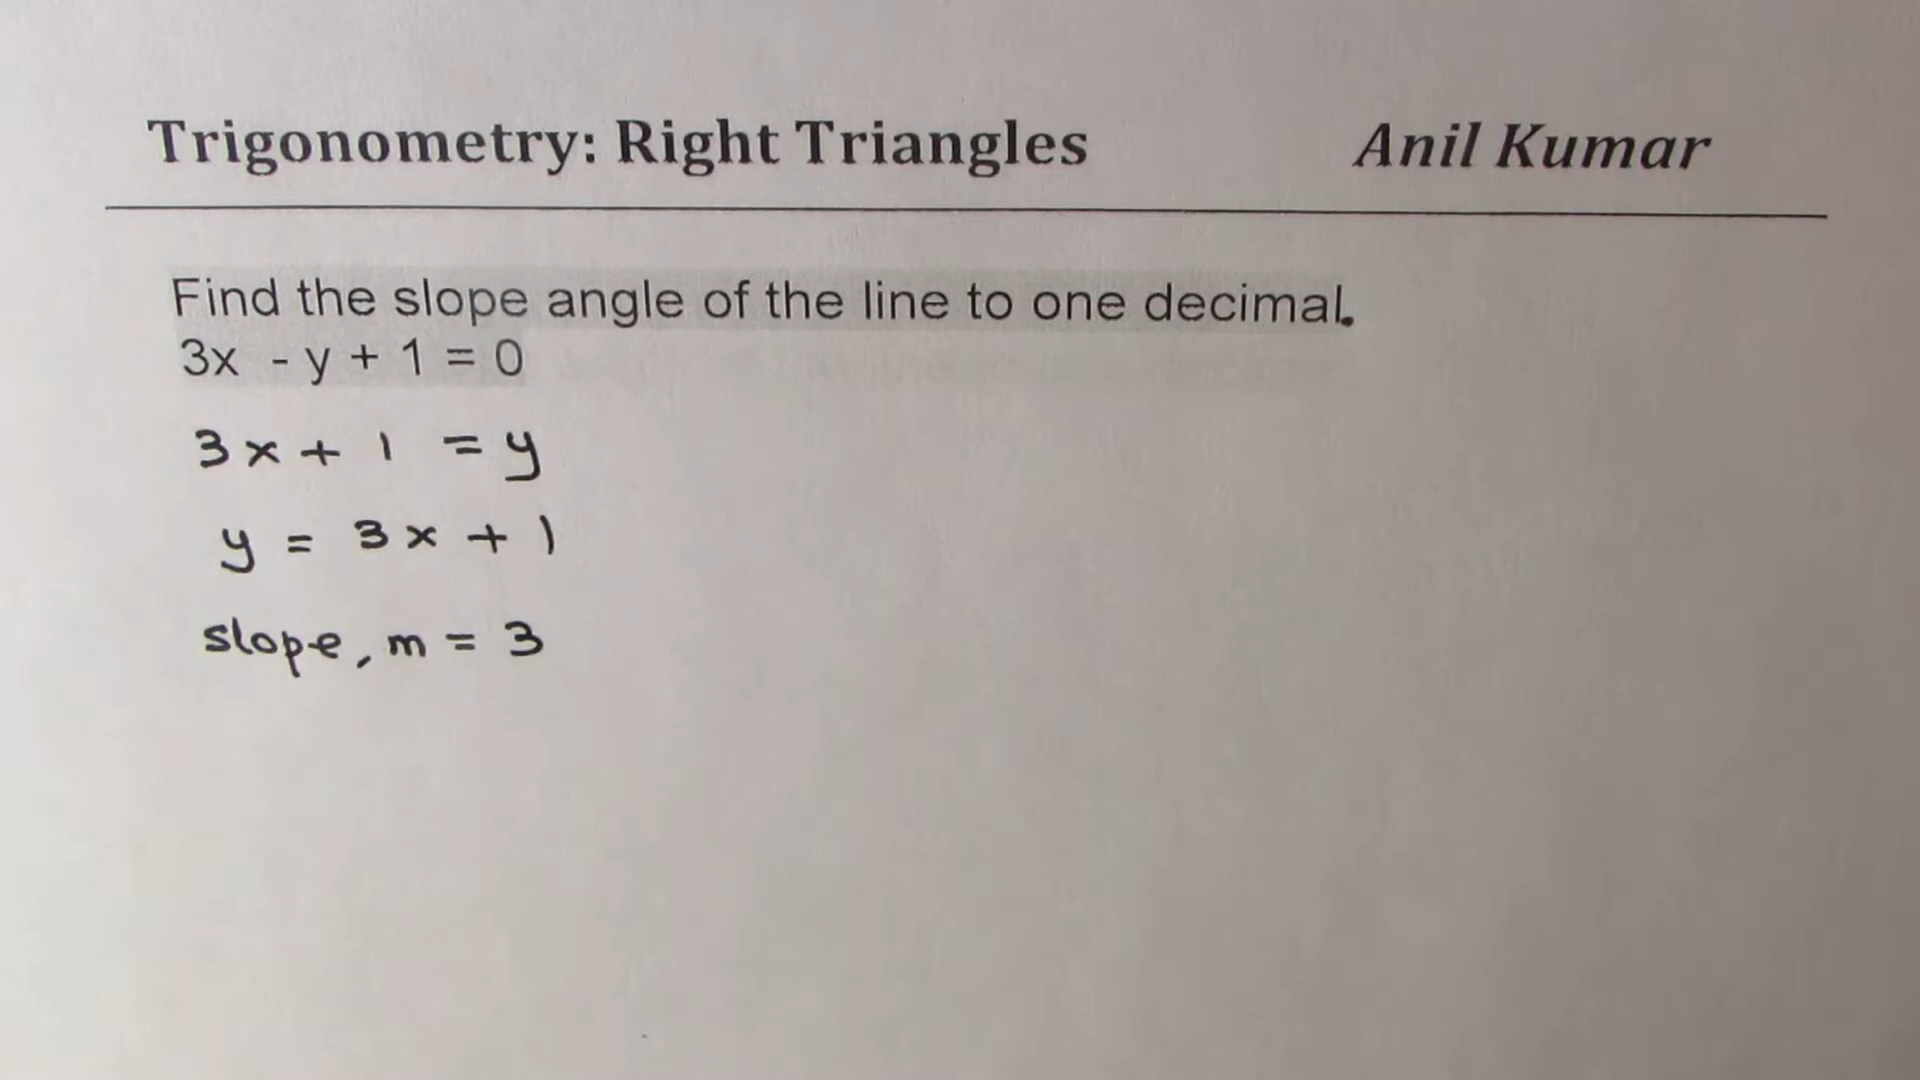 Trigonometry: Right Triangles Anil Kumar
Find the slope angle of the line to one decimal.
3x - y + 1 = 0
3x + 1 = y
y = 3x + 1
slope, m = 3